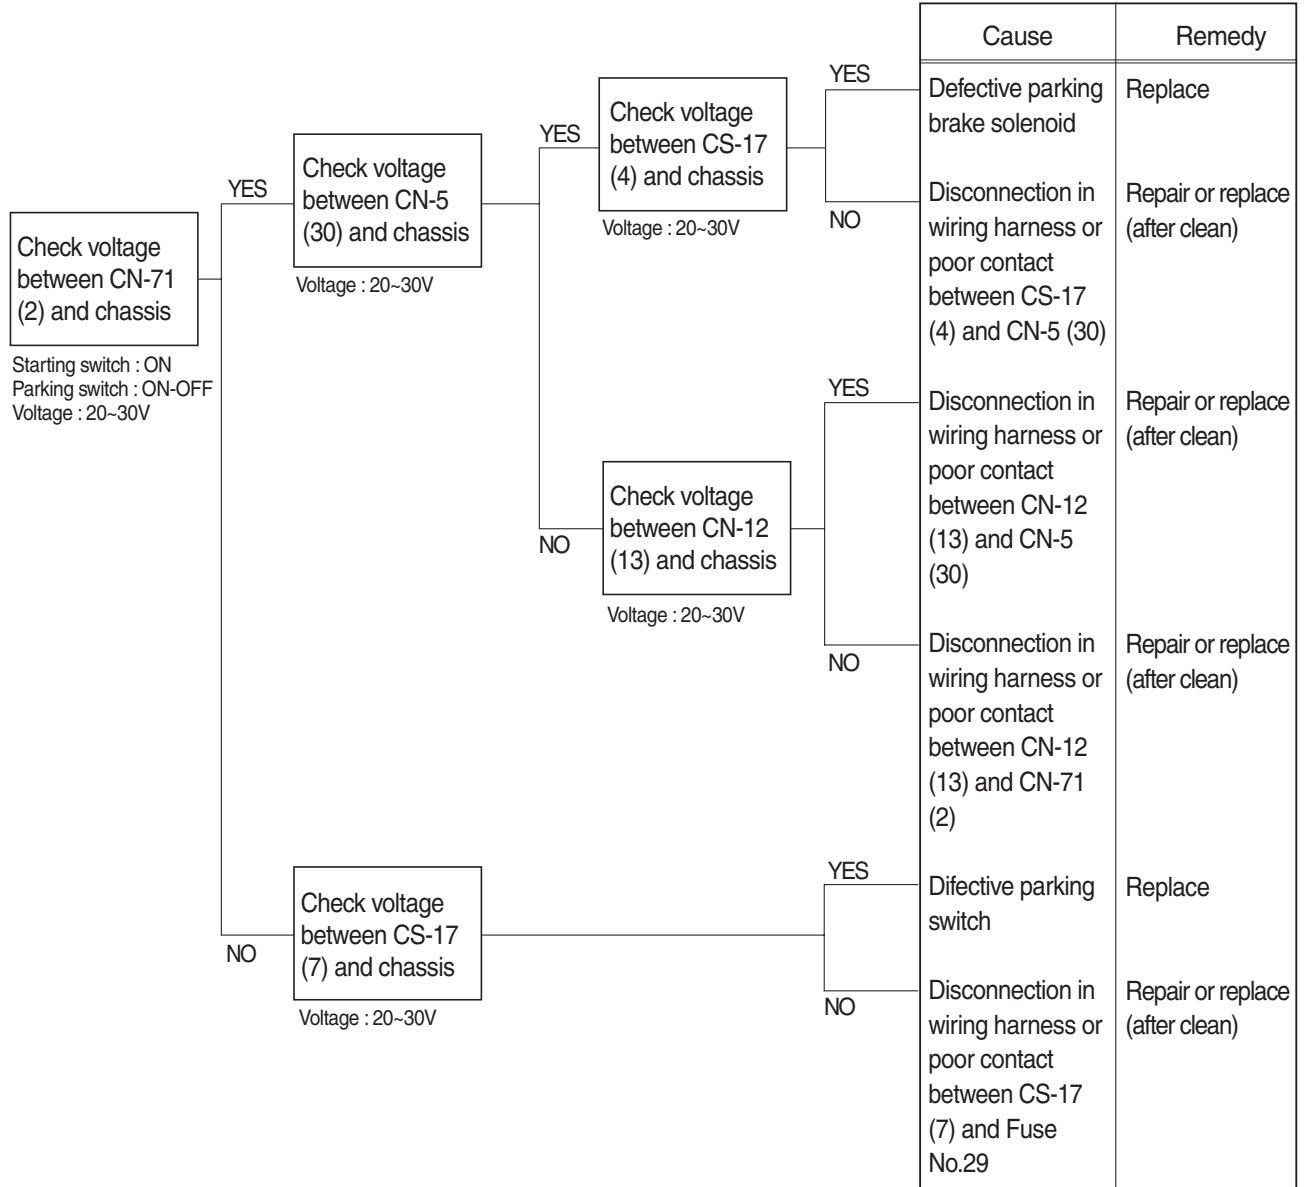 Cause
Remedy
Check voltage
between CN-71
(2) and chassis
Starting switch : ON
Parking switch : ON-OFF
Voltage : 20~30V
YES
Check voltage
between CN-5
(30) and chassis
Voltage : 20~30V
YES
Check voltage
between CS-17
(4) and chassis
Voltage : 20~30V
YES
Defective parking
brake solenoid
Replace
NO
Disconnection in
wiring harness or
poor contact
between CS-17
(4) and CN-5 (30)
Repair or replace
(after clean)
NO
Check voltage
between CN-12
(13) and chassis
Voltage : 20~30V
YES
Disconnection in
wiring harness or
poor contact
between CN-12
(13) and CN-5
(30)
Repair or replace
(after clean)
NO
Disconnection in
wiring harness or
poor contact
between CN-12
(13) and CN-71
(2)
Repair or replace
(after clean)
NO
Check voltage
between CS-17
(7) and chassis
Voltage : 20~30V
YES
Difective parking
switch
Replace
NO
Disconnection in
wiring harness or
poor contact
between CS-17
(7) and Fuse
No.29
Repair or replace
(after clean)